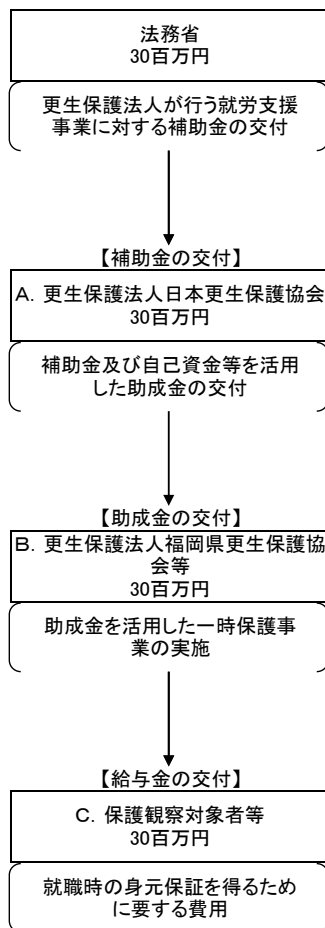 法務省
30百万円
更生保護法人が行う就労支援
事業に対する補助金の交付
【補助金の交付】
A. 更生保護法人日本更生保護協会
30百万円
補助金及び自己資金等を活用
した助成金の交付
【助成金の交付】
B. 更生保護法人福岡県更生保護協
会等
30百万円
助成金を活用した一時保護事
業の実施
【給与金の交付】
C. 保護観察対象者等
30百万円
就職時の身元保証を得るため
に要する費用